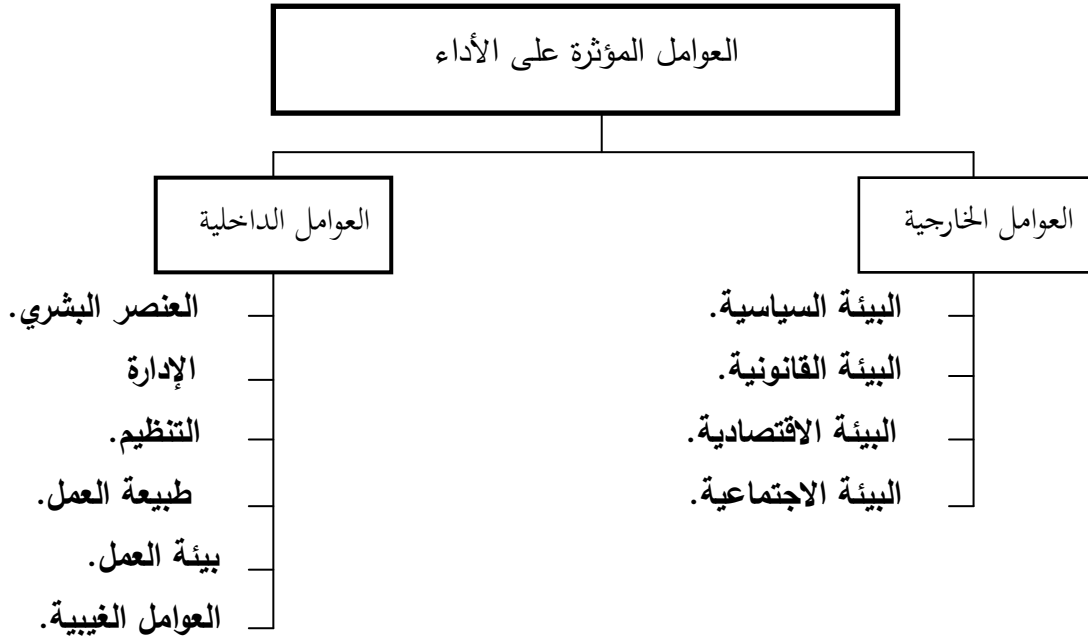 العوامل المؤثرة على الأداء
العوامل الخارجية
البيئة السياسية.
البيئة القانونية.
البيئة الاقتصادية.
البيئة الاجتماعية.
العوامل الداخلية
العنصر البشري.
الإدارة
التنظيم.
طبيعة العمل.
بيئة العمل.
العوامل الغيبية.